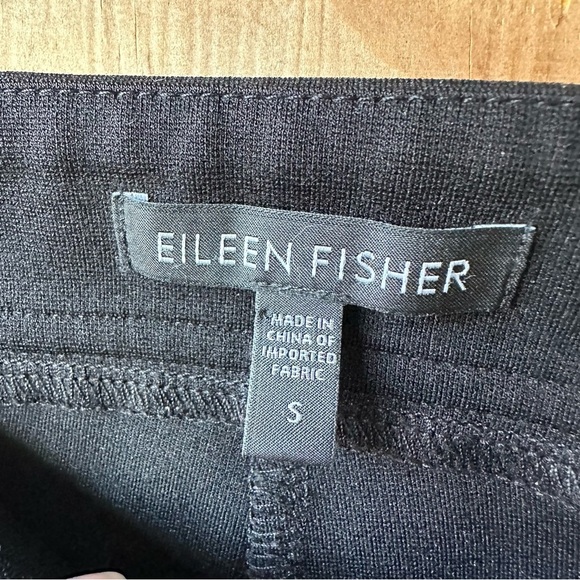 EILEEN FISHER
MADE IN
CHINA OF
IMPORTED
FABRIC
S